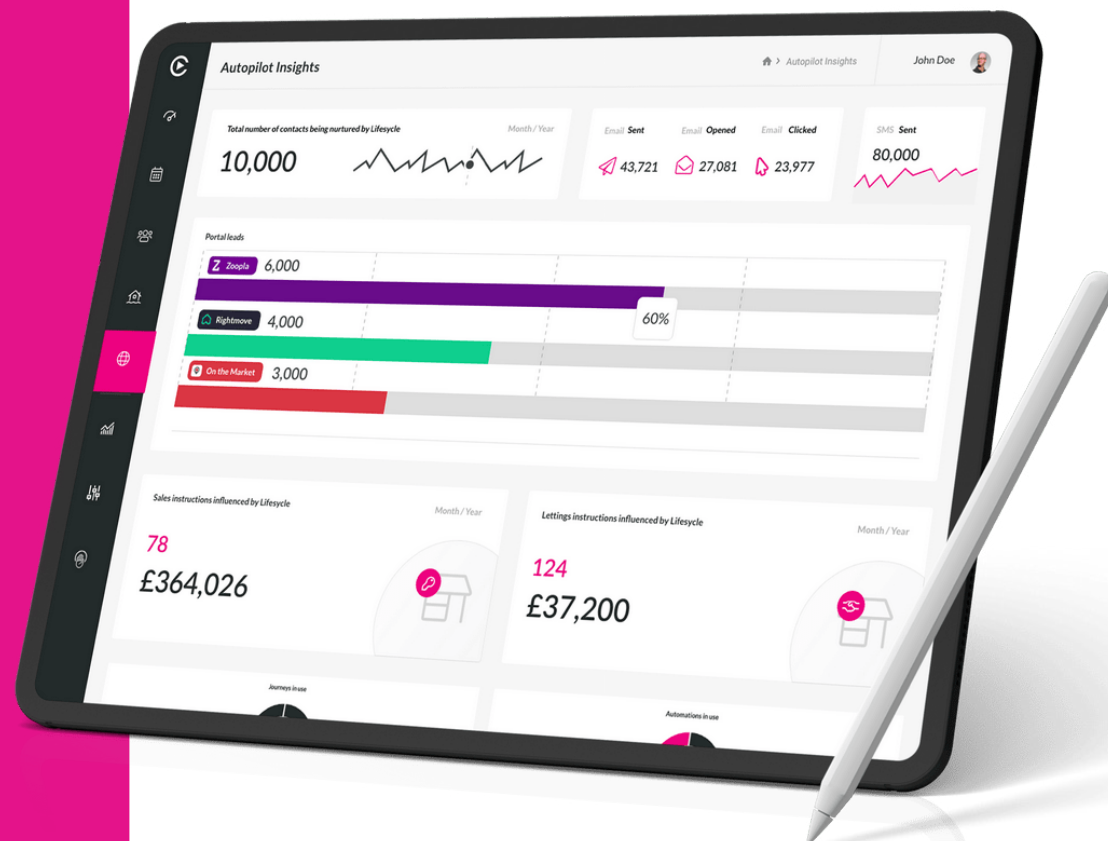 Autopilot Insights
Autopilot Insights
John Doe
Total number of contacts being nurtured by Lifesycle
Month / Year
10,000
Email Sent
Email Opened
Email Clicked
43,721
27,081
23,977
SMS Sent
80,000
Portal leads
Z Zoopla 6,000
60%
Rightmove 4,000
On the Market 3,000
Sales instructions influenced by Lifesycle
Month / Year
78
£364,026
Lettings instructions influenced by Lifesycle
Month / Year
124
£37,200
Journeys in use
Automations in use